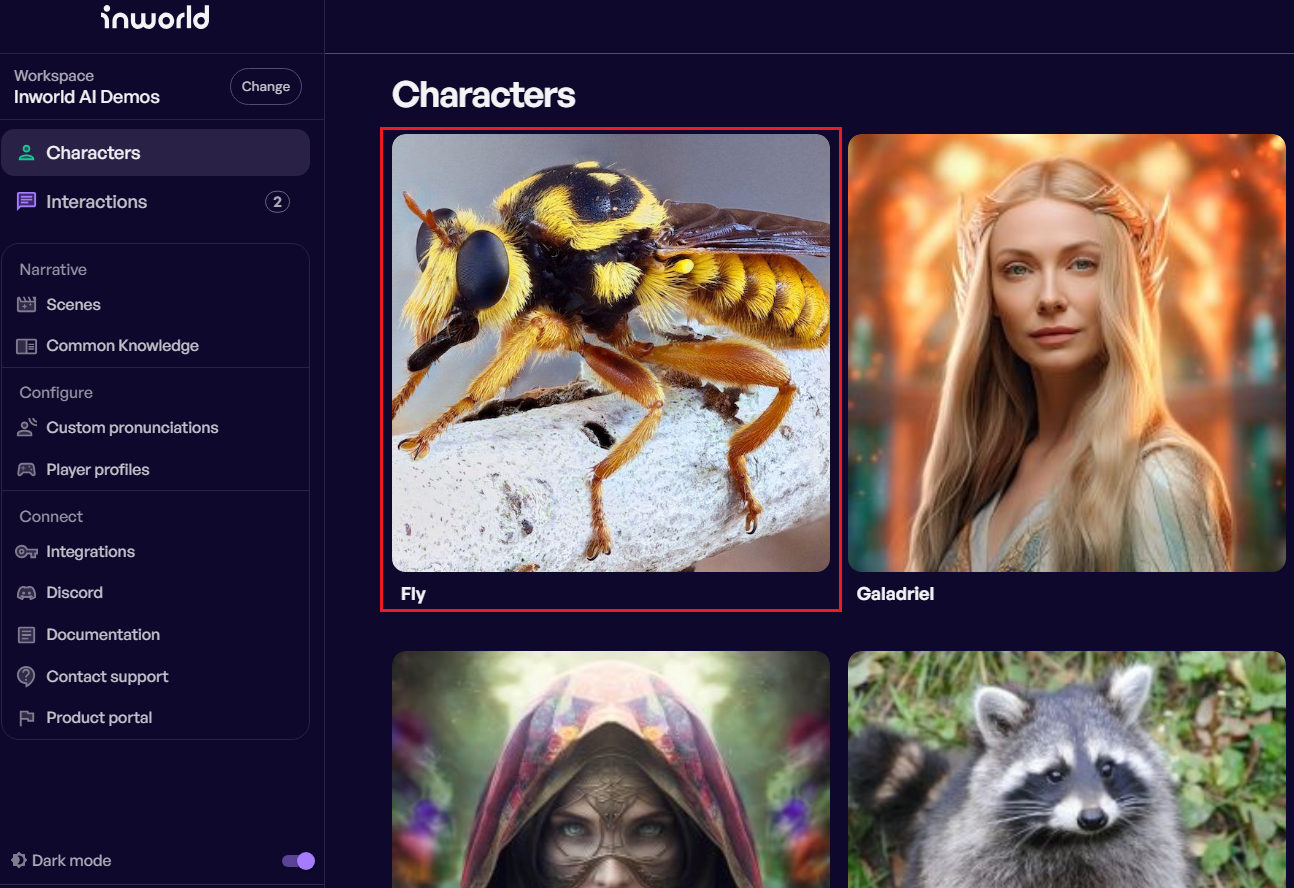 inworld
Workspace
Inworld AI Demos
Change
Characters
Interactions
2
Narrative
Scenes
Common Knowledge
Configure
Custom pronunciations
Player profiles
Connect
Integrations
Discord
Documentation
Contact support
Product portal
Dark mode
Characters
Fly
Galadriel